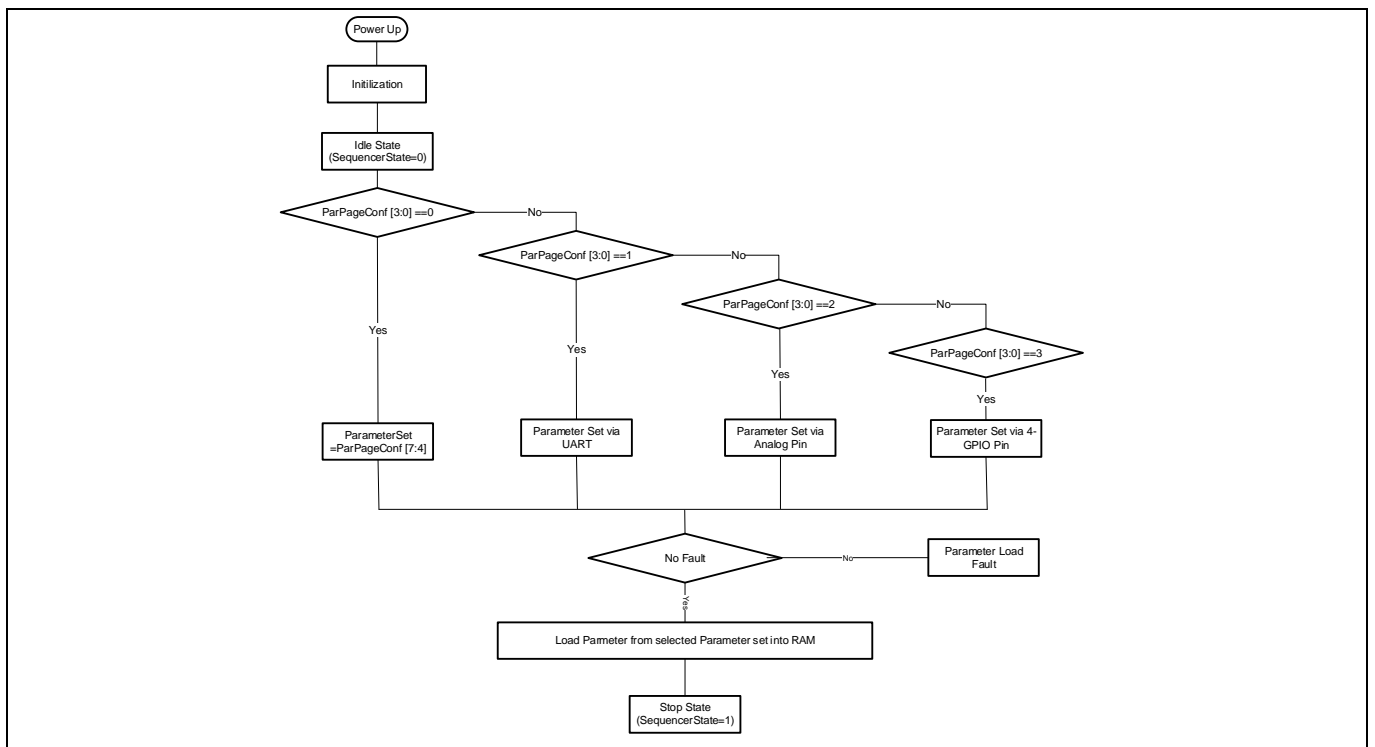 Power Up
Initilization
Idle State
(SequencerState=0)
ParPageConf [3:0] ==0
No
ParPageConf [3:0] ==1
No
ParPageConf [3:0] ==2
No
ParPageConf [3:0] ==3
Yes
Yes
Yes
Yes
ParameterSet
=ParPageConf [7:4]
Parameter Set via
UART
Parameter Set via
Analog Pin
Parameter Set via 4-
GPIO Pin
No Fault
No
Parameter Load
Fault
Yes
Load Parmeter from selected Parameter set into RAM
Stop State
(SequencerState=1)